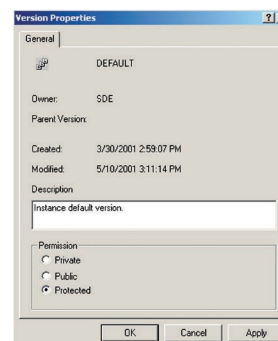 Version Properties
?
General
DEFAULT
Owner: SDE
Parent Version:
Created: 3/30/2001 2:59:07 PM
Modified: 5/10/2001 3:11:14 PM
Description
Instance default version.
Permission
Private
Public
Protected
OK Cancel Apply